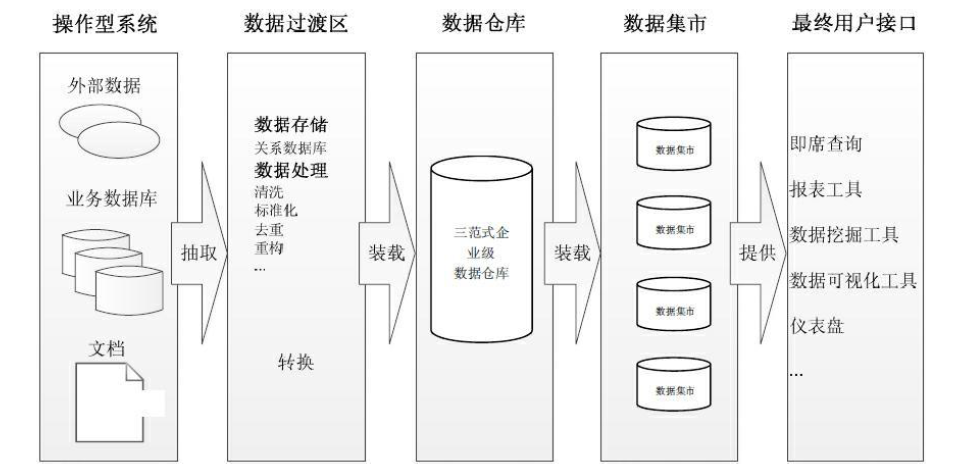 操作型系统
数据过渡区
数据仓库
数据集市
最终用户接口
外部数据
业务数据库
文档
抽取
数据存储
关系数据库
数据处理
清洗
标准化
去重
重构
...
转换
装载
三范式企
业级
数据仓库
装载
数据集市
数据集市
数据集市
数据集市
提供
即席查询
报表工具
数据挖掘工具
数据可视化工具
仪表盘
...